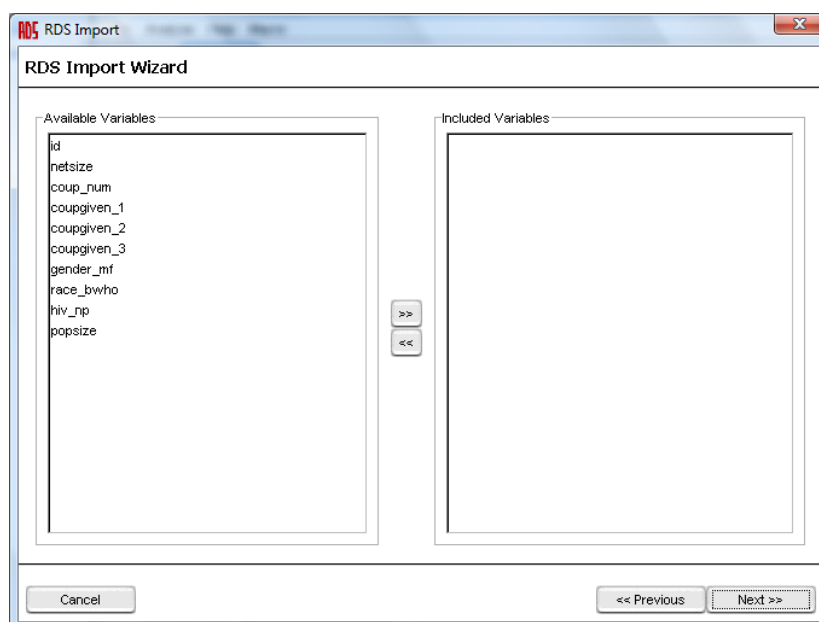 RDS RDS Import
RDS Import Wizard
Available Variables
id
netsize
coup_num
coupgiven_1
coupgiven_2
coupgiven_3
gender_mf
race_bwho
hiv_np
popsize
>>
<<
Included Variables
Cancel
<< Previous
Next >>